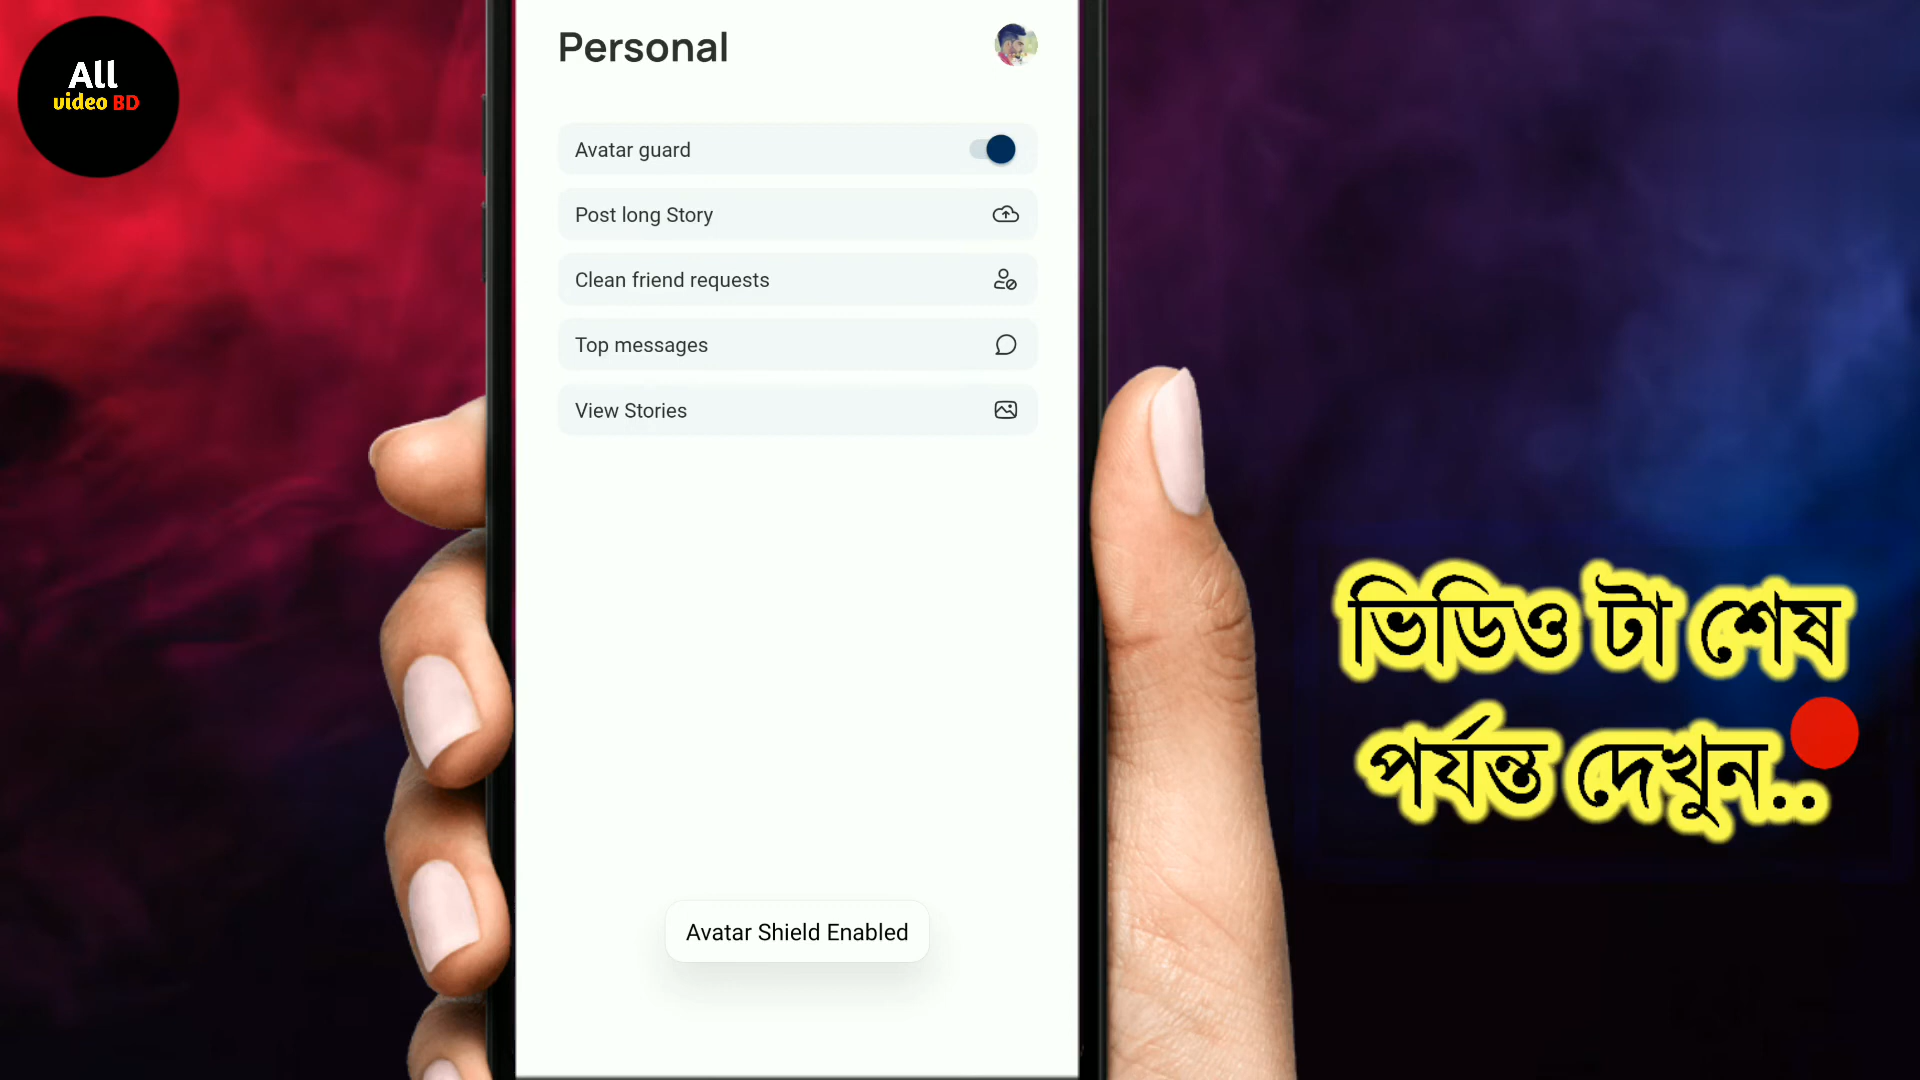 All
video BD
Personal
Avatar guard
Post long Story
Clean friend requests
Top messages
View Stories
Avatar Shield Enabled
ভিডিও টা শেষ
পর্যন্ত দেখুন..